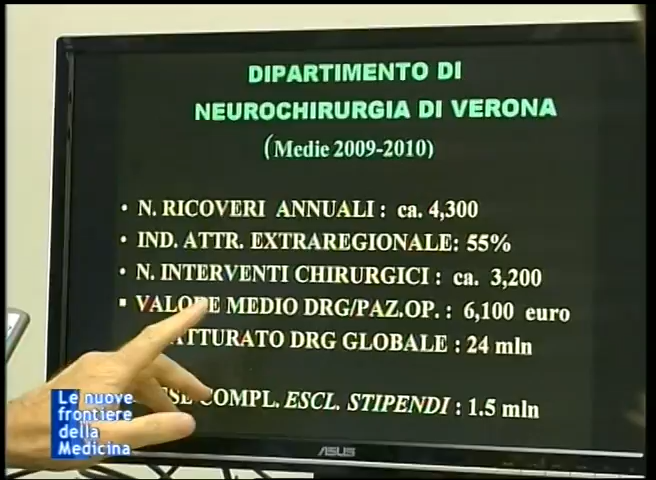 DIPARTIMENTO DI
NEUROCHIRURGIA DI VERONA
(Medie 2009-2010)
• N. RICOVERI ANNUALI : ca. 4,300
• IND. ATTR. EXTRAREGIONALE: 55%
• N. INTERVENTI CHIRURGICI : ca. 3,200
▪ VALORE MEDIO DRG/PAZ.OP. : 6,100 euro
DRG GLOBALE : 24 mln
COMPL. ESCL. STIPENDI : 1.5 mln
Le nuove
frontiere
della
Medicina
ASUS